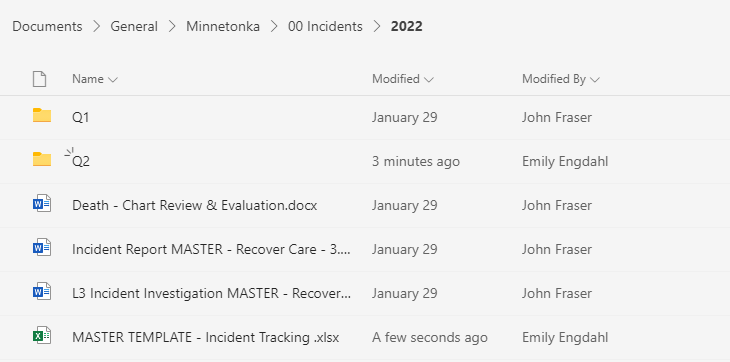 Documents > General > Minnetonka > 00 Incidents > 2022
Name Modified Modified By
Q1 January 29 John Fraser
Q2 3 minutes ago Emily Engdahl
Death - Chart Review & Evaluation.docx January 29 John Fraser
Incident Report MASTER - Recover Care - 3.... January 29 John Fraser
L3 Incident Investigation MASTER - Recover... January 29 John Fraser
MASTER TEMPLATE - Incident Tracking .xlsx A few seconds ago Emily Engdahl